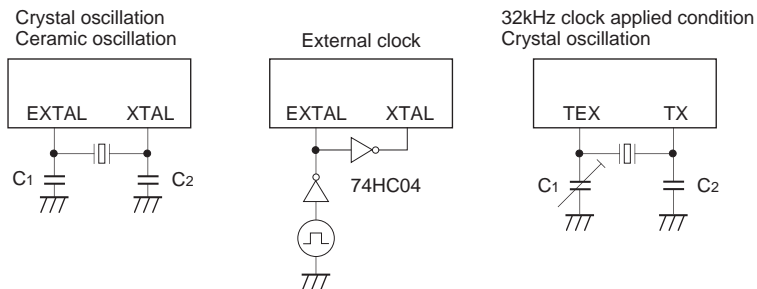 Crystal oscillation
Ceramic oscillation
EXTAL XTAL
C1 C2
External clock
EXTAL XTAL
74HC04
32kHz clock applied condition
Crystal oscillation
TEX TX
C1 C2